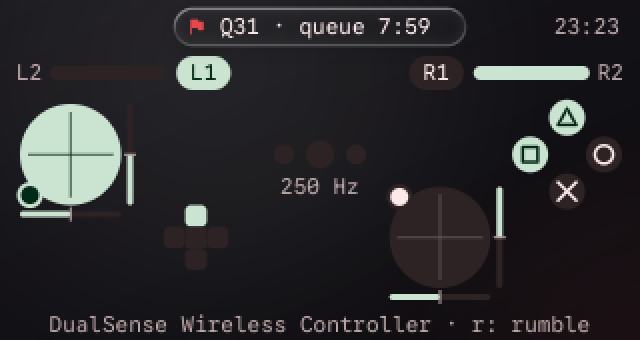 Q31 · queue 7:59
23:23
L2 L1 R1 R2
250 Hz
DualSense Wireless Controller · r: rumble